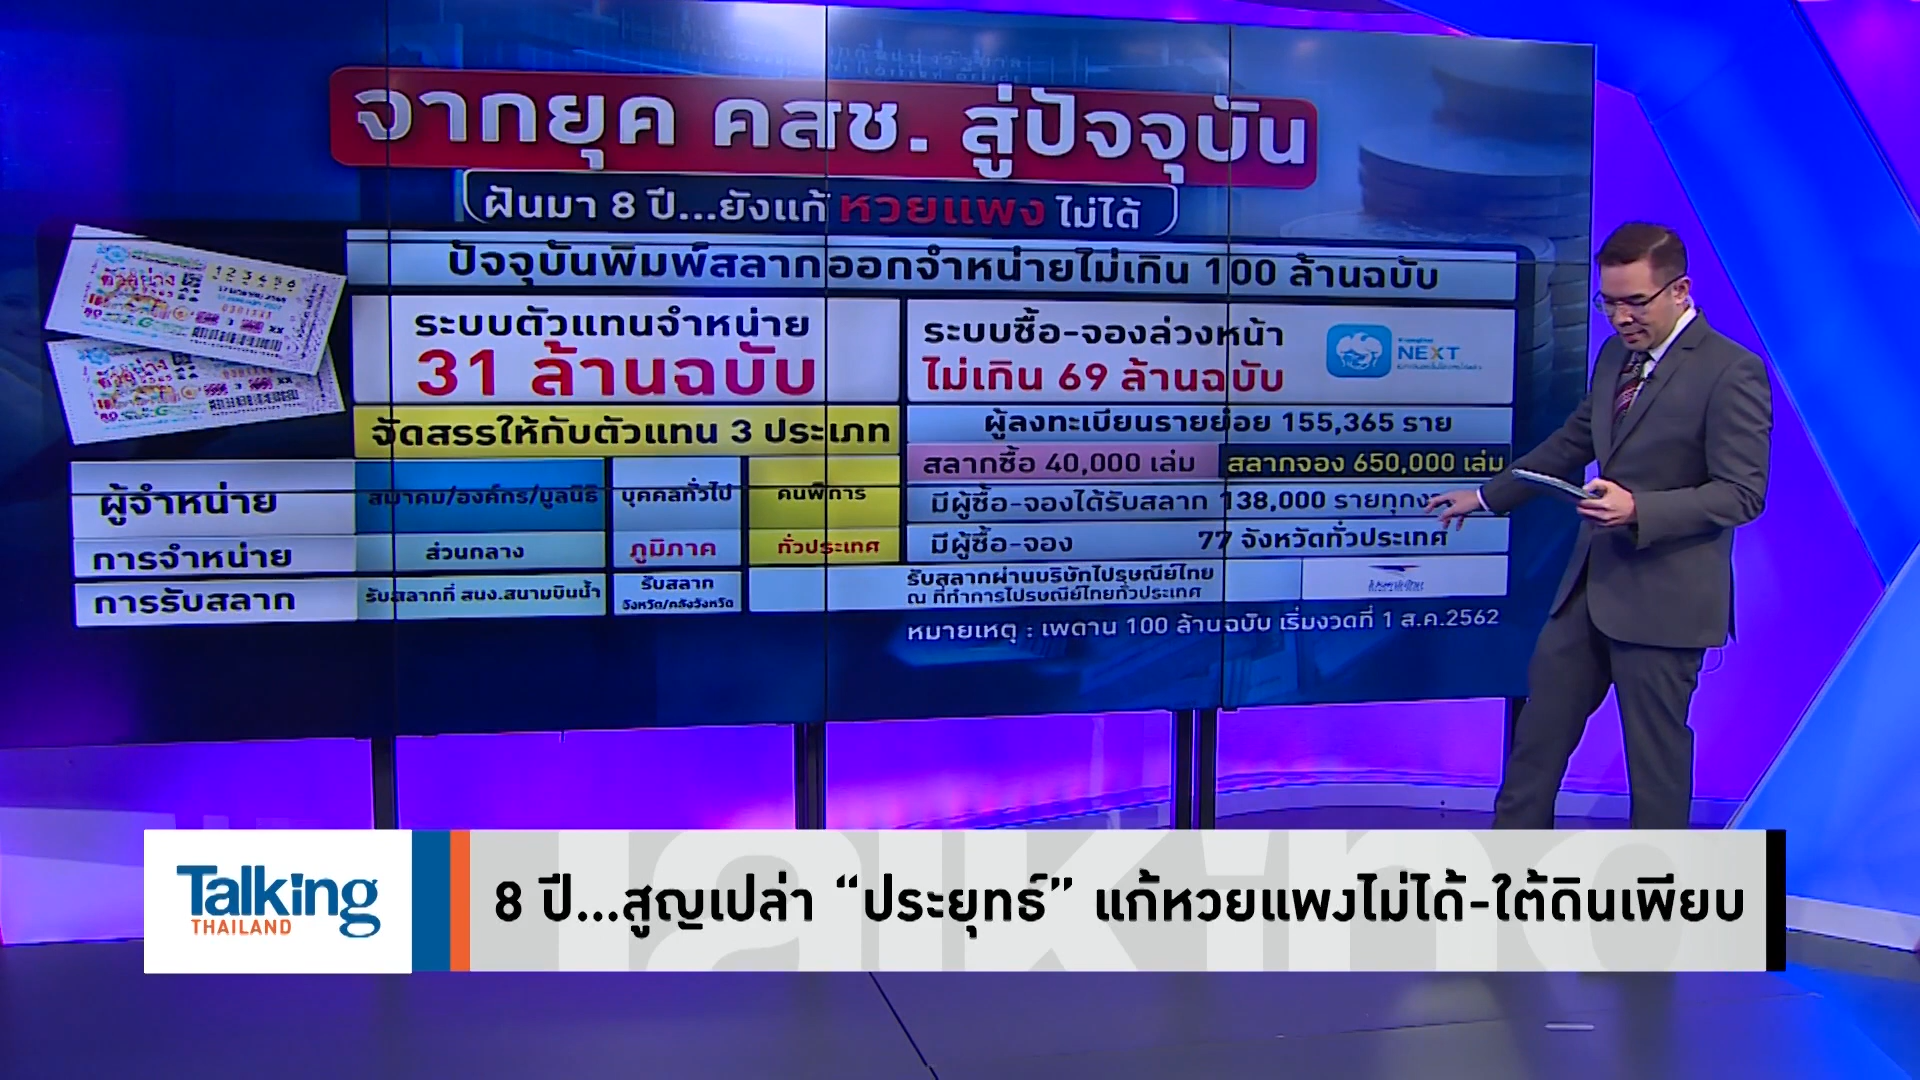 จากยุค คสช. สู่ปัจจุบัน
ฝันมา 8 ปี...ยังแก้ หวยแพง ไม่ได้
ปัจจุบันพิมพ์สลากออกจำหน่ายไม่เกิน 100 ล้านฉบับ
ระบบตัวแทนจำหน่าย
31 ล้านฉบับ
จัดสรรให้กับตัวแทน 3 ประเภท
ผู้จำหน่าย สมาคม/องค์กร/มูลนิธิ บุคคลทั่วไป คนพิการ
การจำหน่าย ส่วนกลาง ภูมิภาค ทั่วประเทศ
การรับสลาก รับสลากที่ สนง.สนามบินน้ำ รับสลาก
จังหวัด/คลังจังหวัด
ระบบซื้อ-จองล่วงหน้า
ไม่เกิน 69 ล้านฉบับ
NEXT
ผู้ลงทะเบียนรายย่อย 155,365 ราย
สลากซื้อ 40,000 เล่ม สลากจอง 650,000 เล่ม
มีผู้ซื้อ-จองได้รับสลาก 138,000 รายทุก
มีผู้ซื้อ-จอง 77 จังหวัดทั่วประเทศ
รับสลากผ่านบริษัทไปรษณีย์ไทย
ณ ที่ทำการไปรษณีย์ไทยทั่วประเทศ
หมายเหตุ : เพดาน 100 ล้านฉบับ เริ่มงวดที่ 1 ส.ค.2562
ตัวอย่าง
123456
ตัวอย่าง
Talking
THAILAND
8 ปี...สูญเปล่า “ประยุทธ์” แก้หวยแพงไม่ได้-ใต้ดินเพียบ